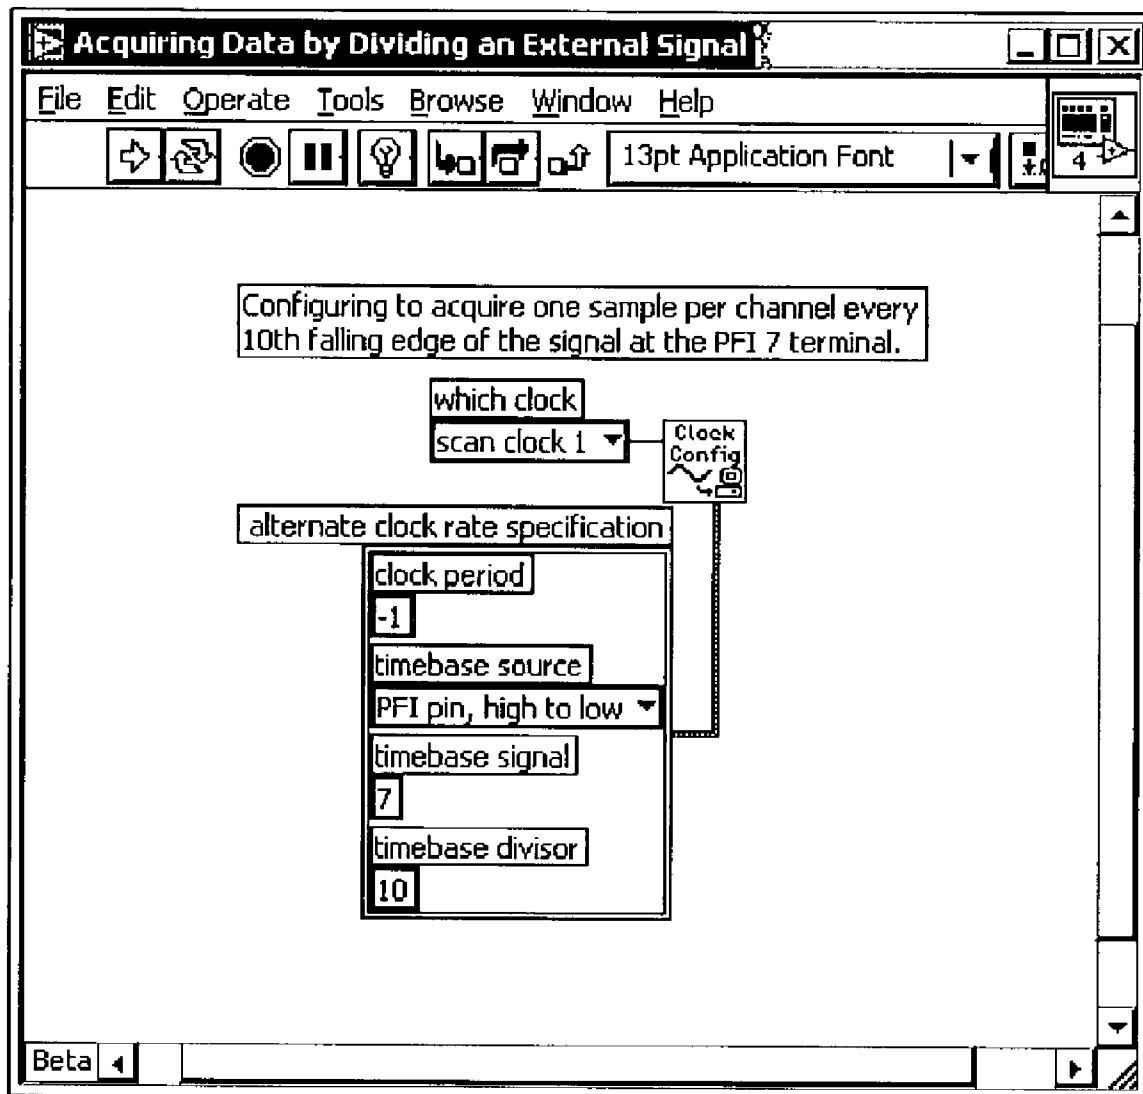 Acquiring Data by Dividing an External Signal
File Edit Operate Tools Browse Window Help
13pt Application Font
4
Configuring to acquire one sample per channel every
10th falling edge of the signal at the PFI 7 terminal.
which clock
scan clock 1
Clock
Config
alternate clock rate specification
clock period
-1
timebase source
PFI pin, high to low
timebase signal
7
timebase divisor
10
Beta